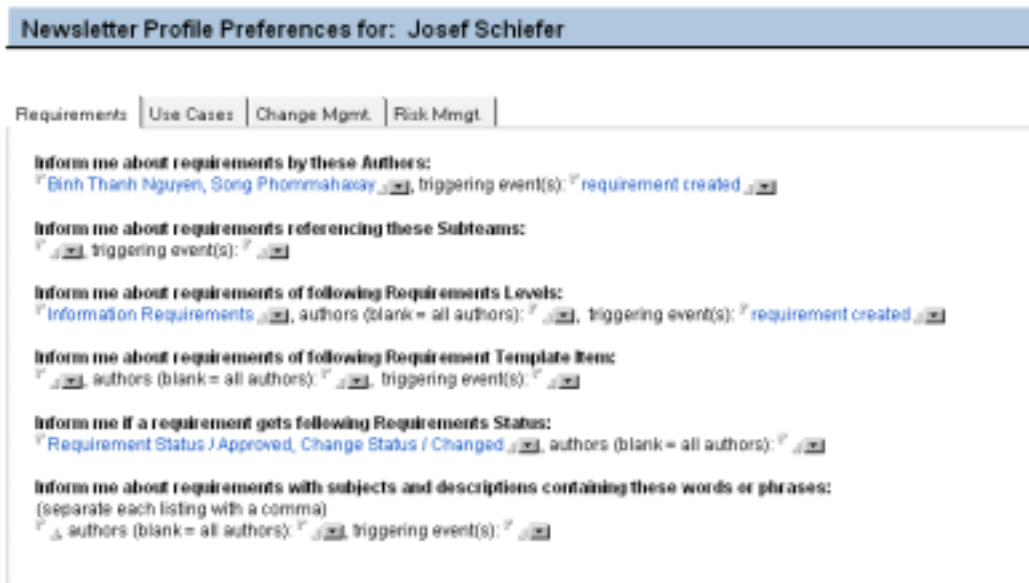 Newsletter Profile Preferences for: Josef Schiefer
Requirements Use Cases Change Mgmt. Risk Mmgt.
Inform me about requirements by these Authors:
Binh Thanh Nguyen, Song Phommahaxay , triggering event(s): requirement created
Inform me about requirements referencing these Subteams:
, triggering event(s):
Inform me about requirements of following Requirements Levels:
Information Requirements , authors (blank = all authors): , triggering event(s): requirement created
Inform me about requirements of following Requirement Template Item:
, authors (blank = all authors): , triggering event(s):
Inform me if a requirement gets following Requirements Status:
Requirement Status / Approved, Change Status / Changed , authors (blank = all authors):
Inform me about requirements with subjects and descriptions containing these words or phrases:
(separate each listing with a comma)
, authors (blank = all authors): , triggering event(s):